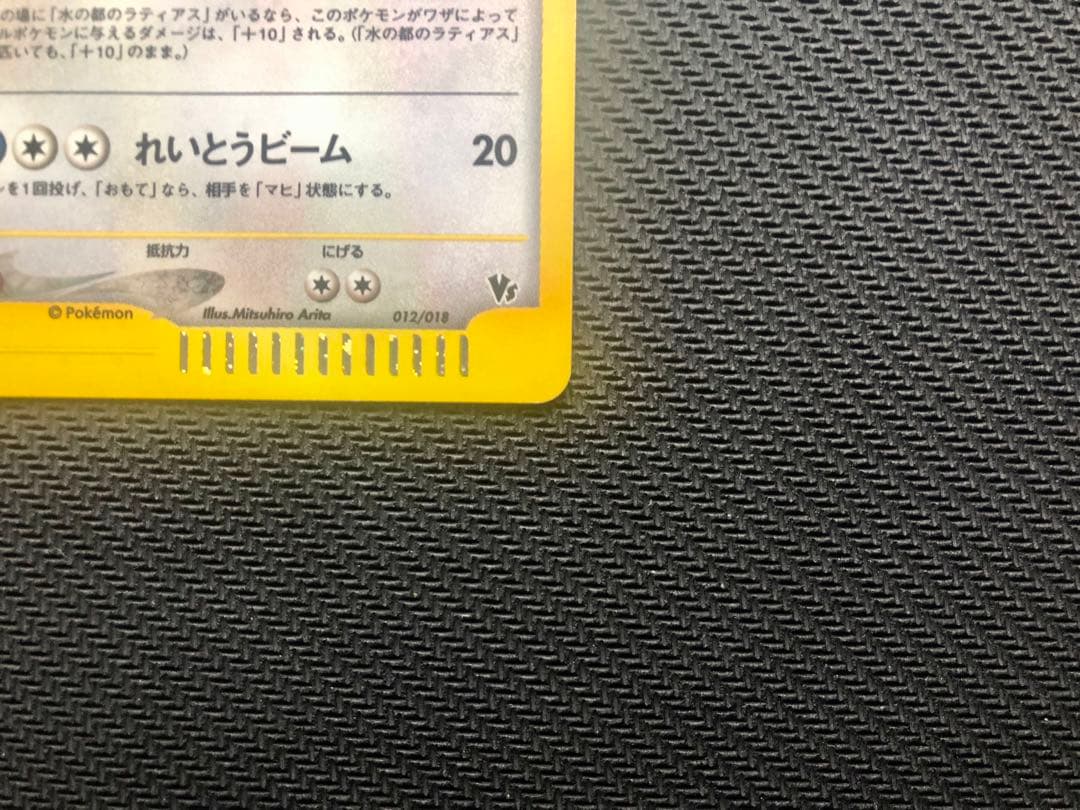 の場に「水の都のラティアス」がいるなら、このポケモンがワザによって
ルポケモンに与えるダメージは、「＋10」される。（「水の都のラティアス」
匹いても、「＋10」のまま。）
れいとうビーム 20
を1回投げ、「おもて」なら、相手を「マヒ」状態にする。
抵抗力 にげる
Vs
©Pokémon Illus.Mitsuhiro Arita 012/018